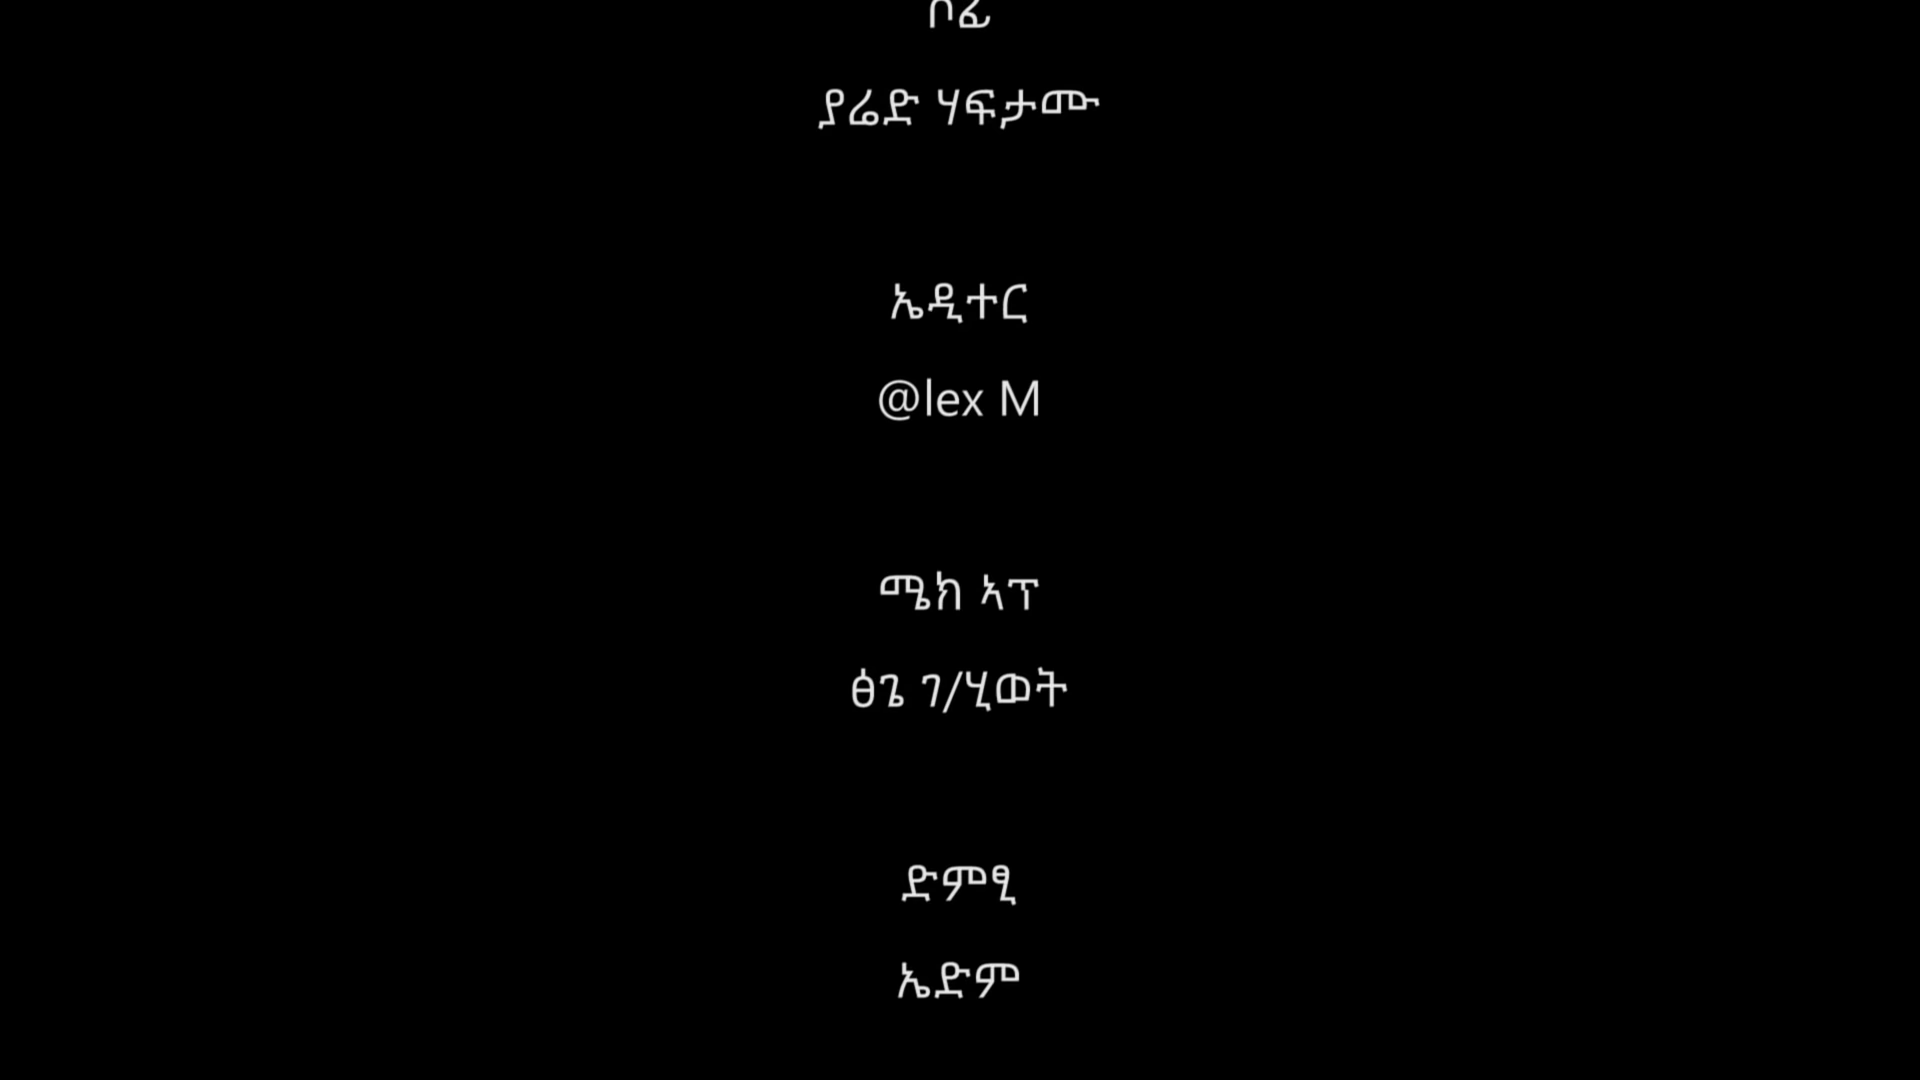 ያሬድ ሃፍታሙ
ኤዲተር
@lex M
ሜክ ኣፕ
ፅጌ ገ/ሂወት
ድምፂ
ኤድም